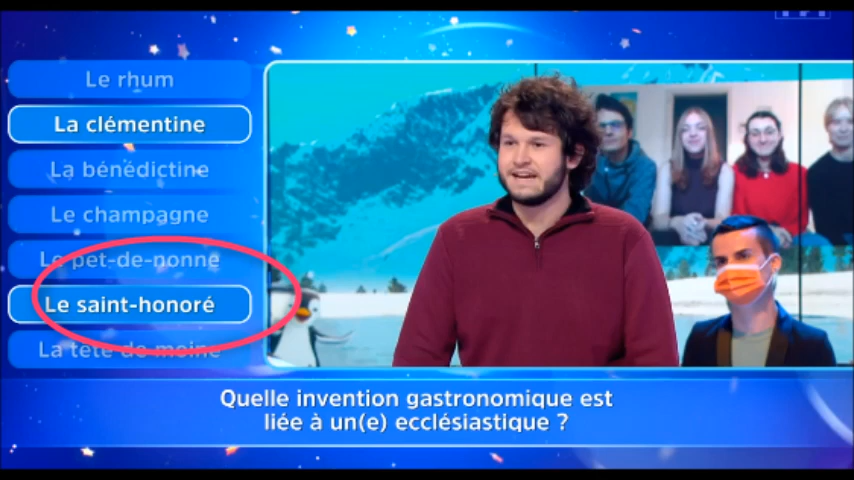 Le rhum
La clémentine
La bénédictine
Le champagne
Le pet-de-nonne
Le saint-honoré
La tête de moine
Quelle invention gastronomique est
liée à un(e) ecclésiastique ?